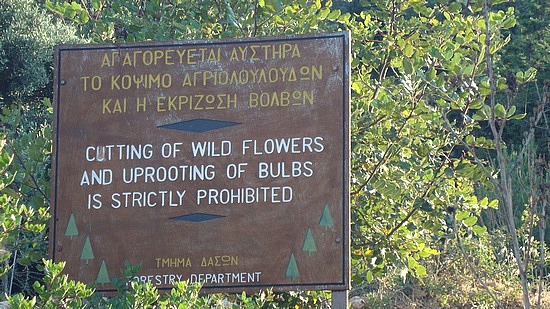 ΑΓΑΓΟΡΕΥΕΤΑΙ ΑΥΣΤΗΡΑ
ΤΟ ΚΟΨΙΜΟ ΑΓΡΙΟΛΟΥΛΟΥΔΩΝ
ΚΑΙ Η ΕΚΡΙΖΩΣΗ ΒΟΛΒΩΝ
CUTTING OF WILD FLOWERS
AND UPROOTING OF BULBS
IS STRICTLY PROHIBITED
ΤΜΗΜΑ ΔΑΣΩΝ
FORESTRY DEPARTMENT